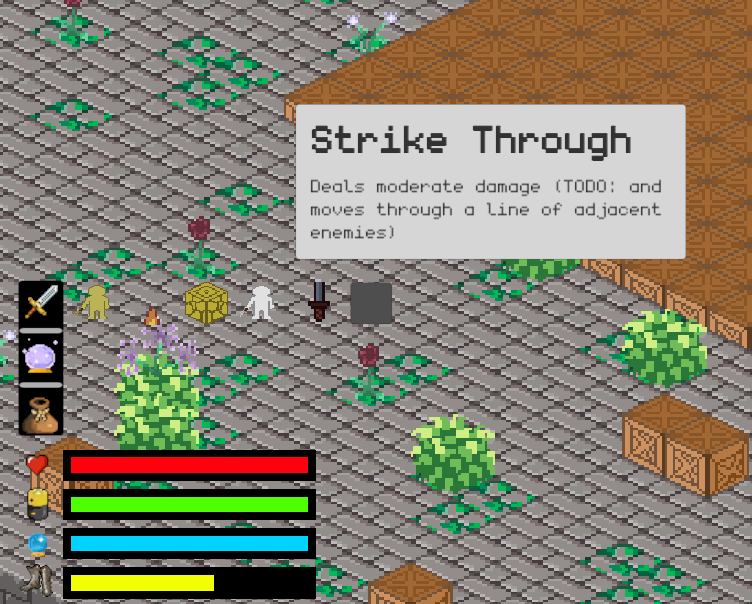 Strike Through
Deals moderate damage (TODO: and
moves through a line of adjacent
enemies)